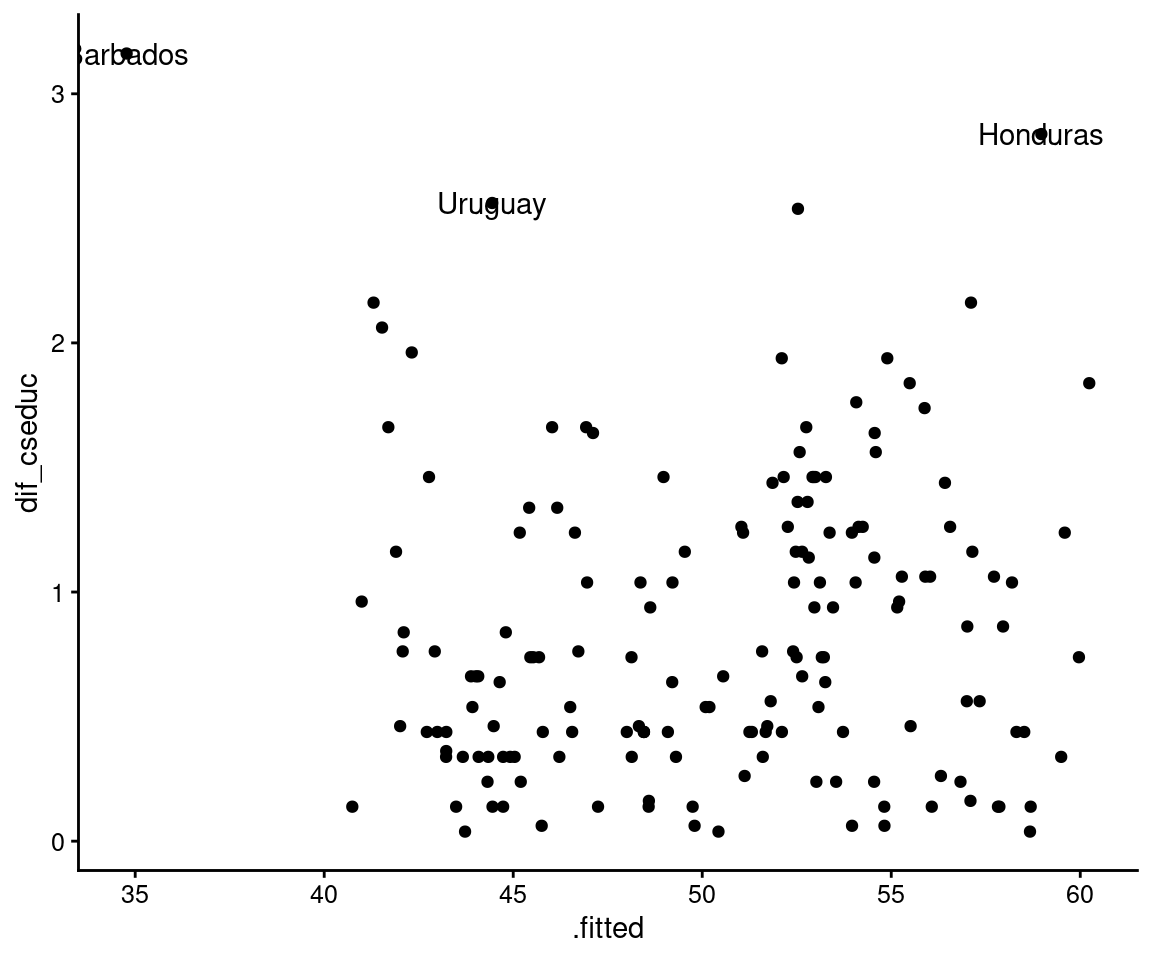 Barbados
3
Honduras
Uruguay
2
dif_cseduc
1
0
35 40 45 50 55 60
.fitted